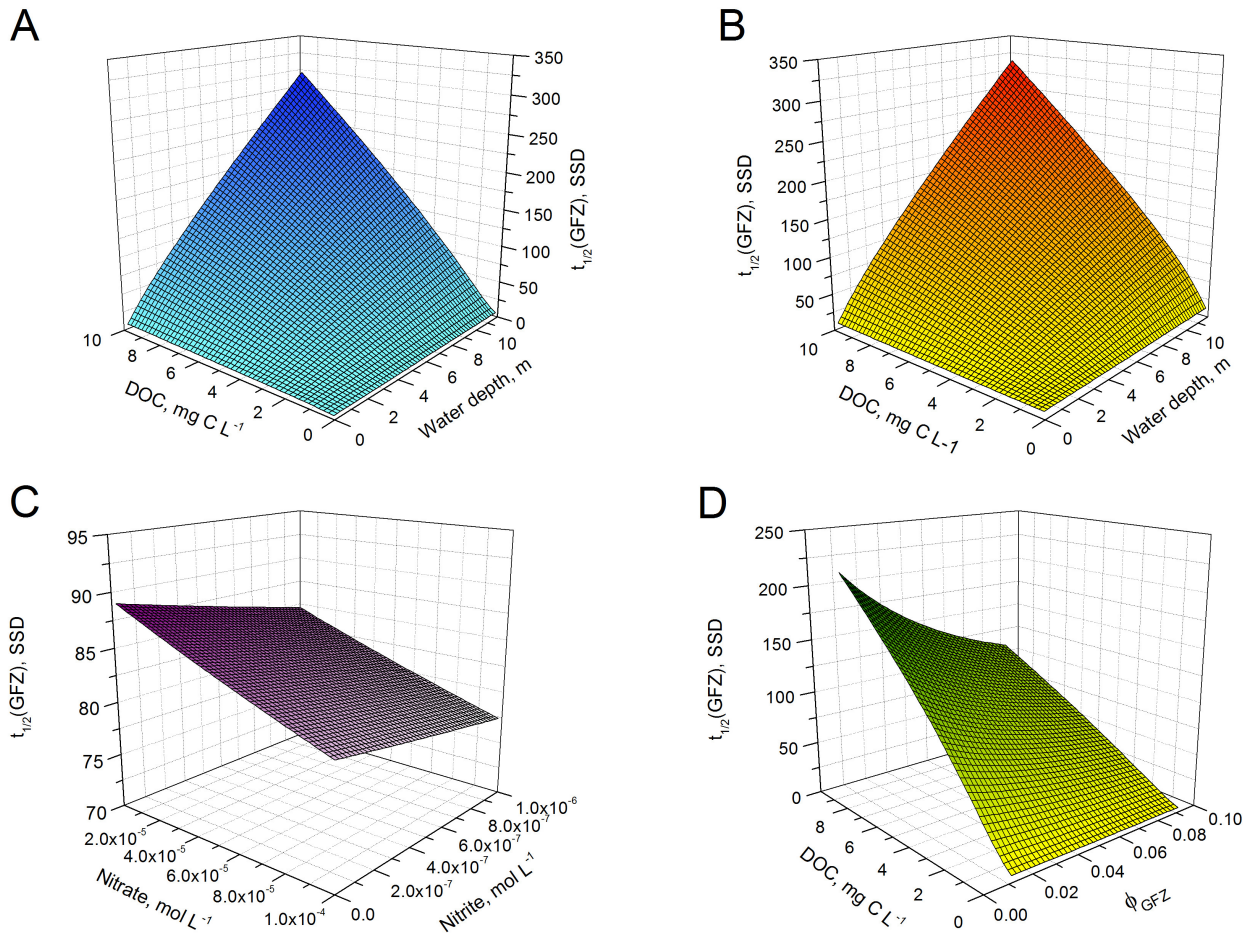 A
350
300
250
200
150
100
50
0
t1/2(GFZ), SSD
10
8
6
4
2
0
DOC, mg C L-1
0
2
4
6
8
10
Water depth, m
B
350
300
250
200
150
100
50
t1/2(GFZ), SSD
10
8
6
4
2
0
DOC, mg C L-1
0
2
4
6
8
10
Water depth, m
C
95
90
85
80
75
70
t1/2(GFZ), SSD
2.0x10-5
4.0x10-5
6.0x10-5
8.0x10-5
1.0x10-4
Nitrate, mol L-1
0.0
2.0x10-7
4.0x10-7
6.0x10-7
8.0x10-7
1.0x10-6
Nitrite, mol L-1
D
250
200
150
100
50
0
t1/2(GFZ), SSD
8
6
4
2
0
DOC, mg C L-1
0.00
0.02
0.04
0.06
0.08
0.10
ϕGFZ